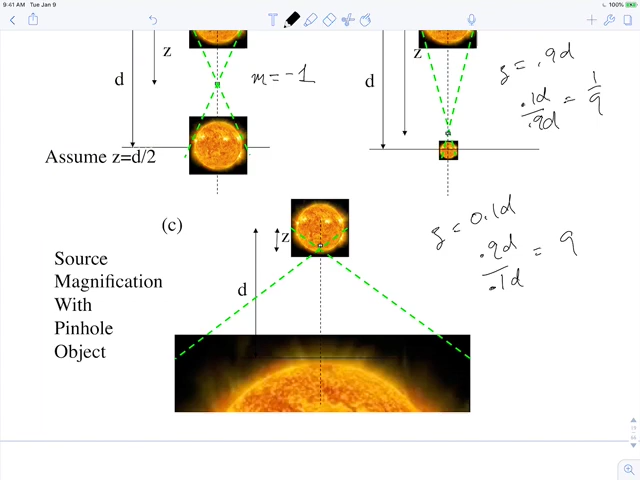 9:41 AM Tue Jan 9
100%
z
d
m = -1
z
d
z = .9d
.1d/.9d = 1/9
Assume z=d/2
(c)
z
d
z = 0.1d
.9d/.1d = 9
Source
Magnification
With
Pinhole
Object